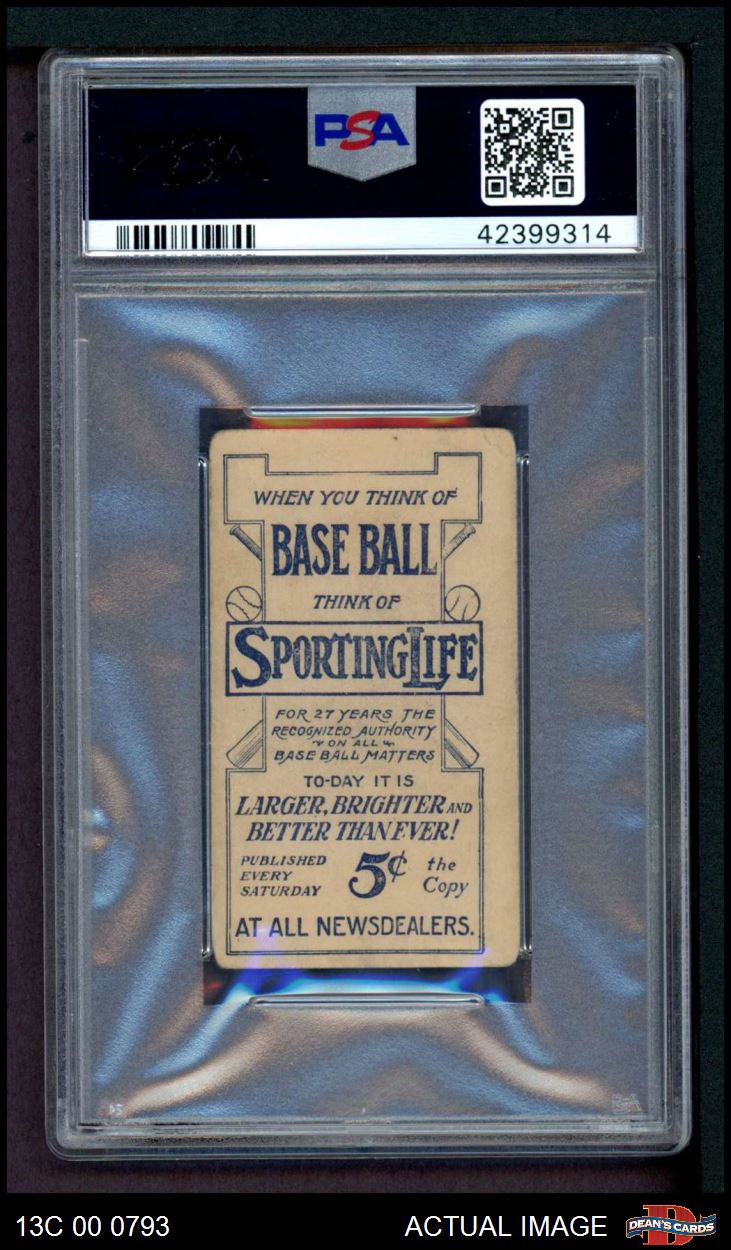 PSA
42399314
WHEN YOU THINK OF
BASE BALL
THINK OF
SPORTING LIFE
FOR 27 YEARS THE
RECOGNIZED AUTHORITY
ON ALL
BASE BALL MATTERS
TO-DAY IT IS
LARGER, BRIGHTER AND
BETTER THAN EVER!
PUBLISHED
EVERY
SATURDAY
5¢
the
Copy
AT ALL NEWSDEALERS.
13C 00 0793
ACTUAL IMAGE
DEAN'S CARDS